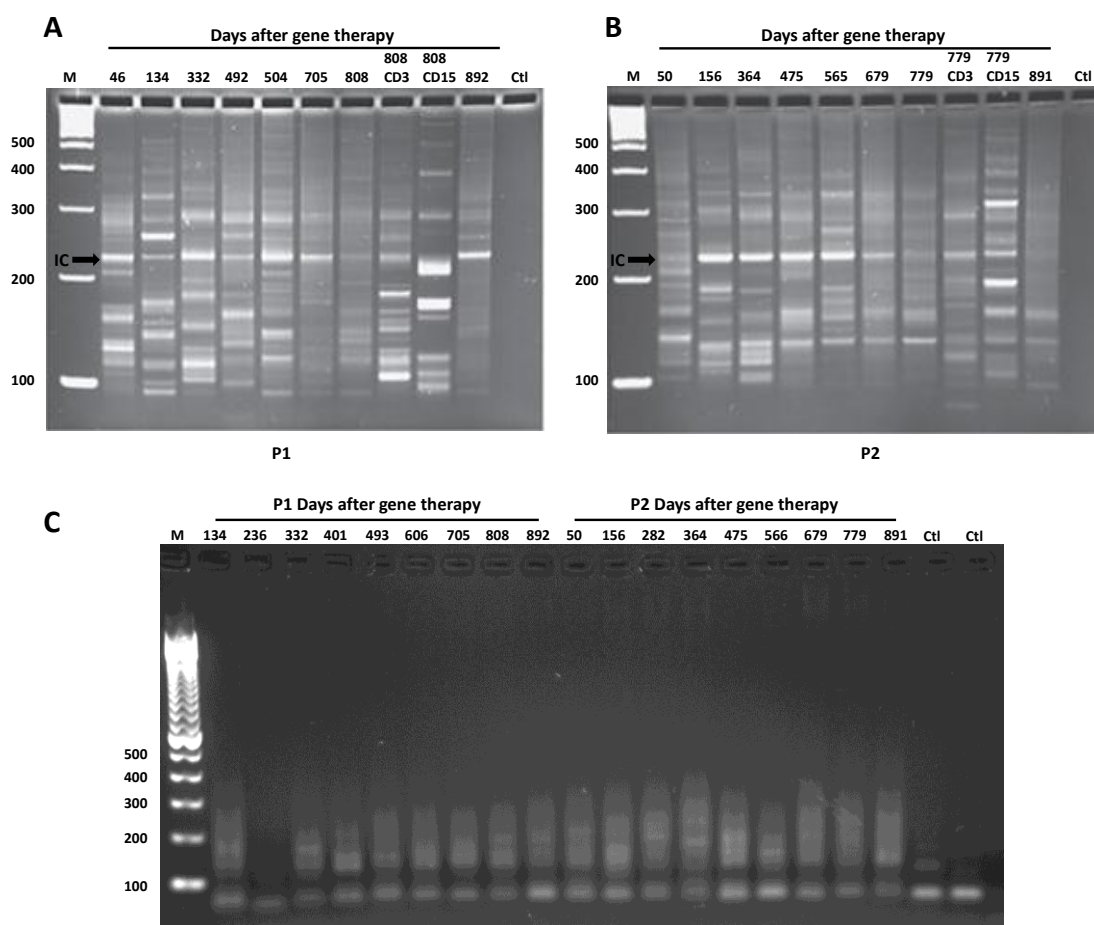 A
Days after gene therapy
M 46 134 332 492 504 705 808 808 CD3 808 CD15 892 Ctl
500
400
300
IC
200
100
P1
B
Days after gene therapy
M 50 156 364 475 565 679 779 779 CD3 779 CD15 891 Ctl
500
400
300
IC
200
100
P2
C
P1 Days after gene therapy P2 Days after gene therapy
M 134 236 332 401 493 606 705 808 892 50 156 282 364 475 566 679 779 891 Ctl Ctl
500
400
300
200
100